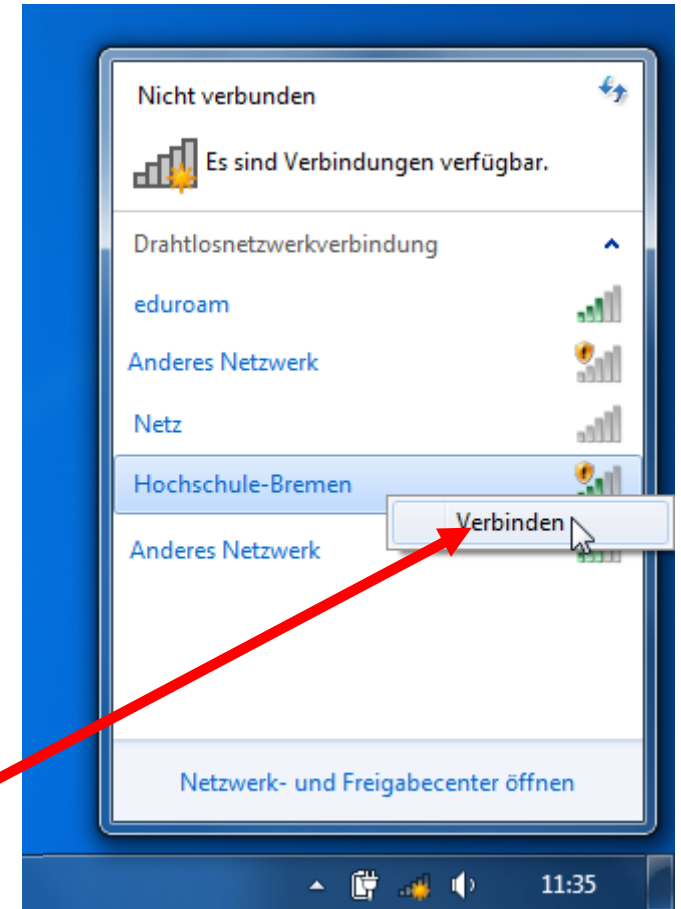 Nicht verbunden
Es sind Verbindungen verfügbar.
Drahtlosnetzwerkverbindung
eduroam
Anderes Netzwerk
Netz
Hochschule-Bremen
Verbinden
Anderes Netzwerk
Netzwerk- und Freigabecenter öffnen
11:35